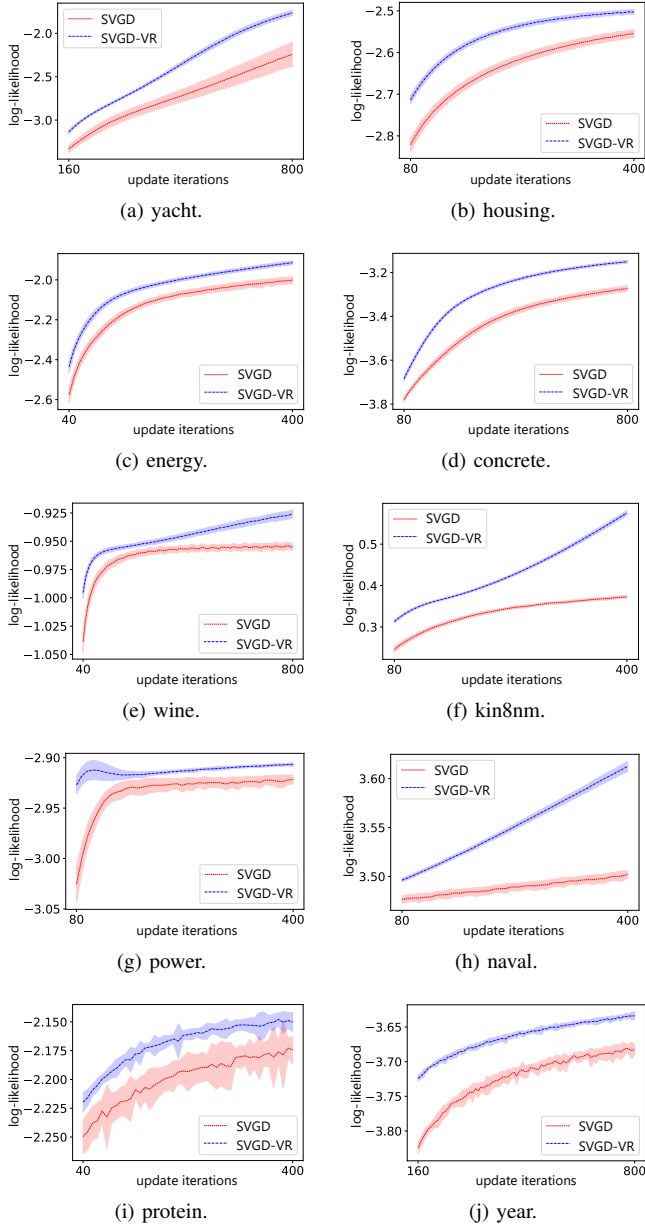 log-likelihood
−2.0
−2.5
−3.0
SVGD
SVGD-VR
160
800
update iterations
(a) yacht.
log-likelihood
−2.5
−2.6
−2.7
−2.8
SVGD
SVGD-VR
80
400
update iterations
(b) housing.
log-likelihood
−2.0
−2.2
−2.4
−2.6
SVGD
SVGD-VR
40
400
update iterations
(c) energy.
log-likelihood
−3.2
−3.4
−3.6
−3.8
SVGD
SVGD-VR
80
800
update iterations
(d) concrete.
log-likelihood
−0.925
−0.950
−0.975
−1.000
−1.025
−1.050
SVGD
SVGD-VR
40
800
update iterations
(e) wine.
log-likelihood
0.5
0.4
0.3
SVGD
SVGD-VR
80
400
update iterations
(f) kin8nm.
log-likelihood
−2.90
−2.95
−3.00
−3.05
SVGD
SVGD-VR
80
400
update iterations
(g) power.
log-likelihood
3.60
3.55
3.50
SVGD
SVGD-VR
80
400
update iterations
(h) naval.
log-likelihood
−2.150
−2.175
−2.200
−2.225
−2.250
SVGD
SVGD-VR
40
400
update iterations
(i) protein.
log-likelihood
−3.65
−3.70
−3.80
SVGD
SVGD-VR
160
800
update iterations
(j) year.